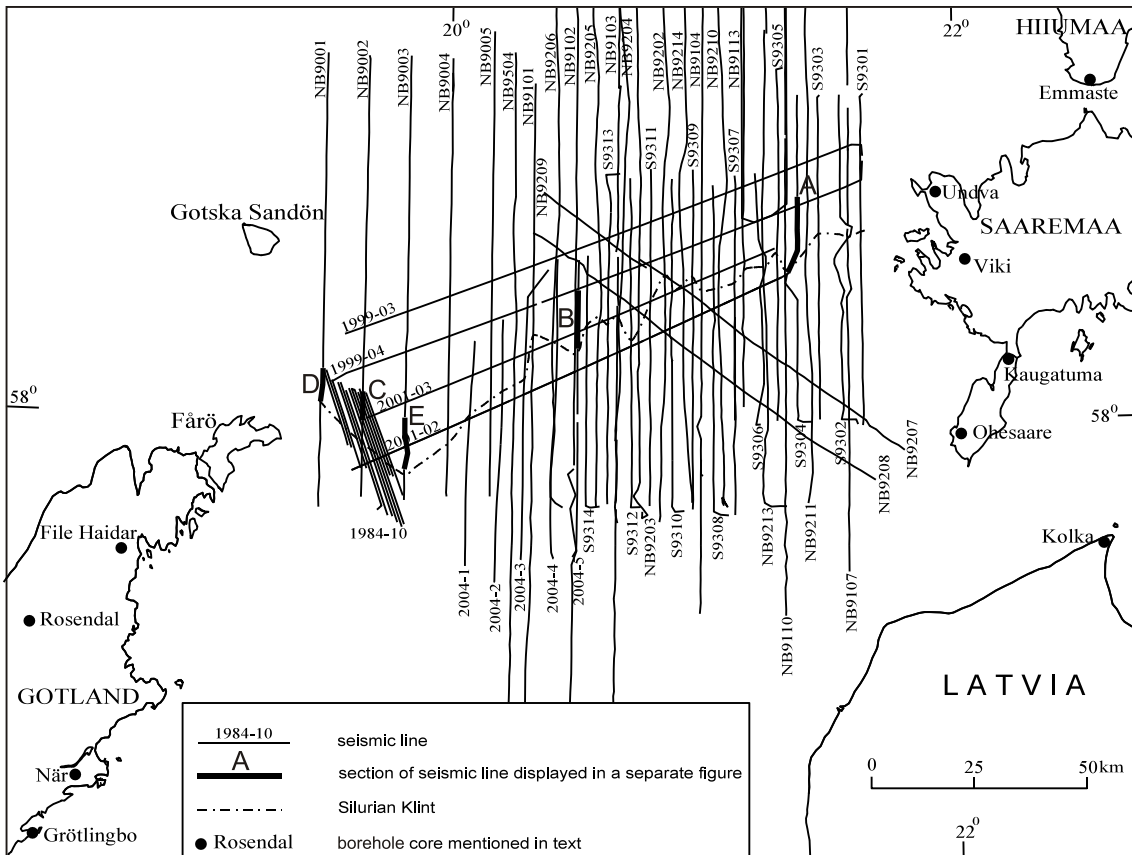 20°
22°
HIIUMAA
Emmaste
NB9001
NB9002
NB9003
NB9004
NB9005
NB9504
NB9101
NB9206
NB9102
NB9205
NB9103
NB9204
NB9202
NB9214
NB9104
NB9210
NB9113
S9305
S9303
S9301
S9313
S9311
S9309
S9307
NB9209
A
Undva
SAAREMAA
Viki
Gotska Sandön
1999-03
B
1999-04
D
C
2001-03
E
2001-02
Kaugatuma
58°
58°
Fårö
Ohesaare
S9306
S9304
S9302
NB9207
NB9208
1984-10
File Haidar
Kolka
2004-1
2004-2
2004-3
2004-4
2004-5
S9314
S9312
NB9203
S9310
S9308
NB9213
NB9211
NB9110
NB9107
Rosendal
GOTLAND
LATVIA
När
Grötlingbo
1984-10
seismic line
A
section of seismic line displayed in a separate figure
Silurian Klint
Rosendal
borehole core mentioned in text
0 25 50 km
22°